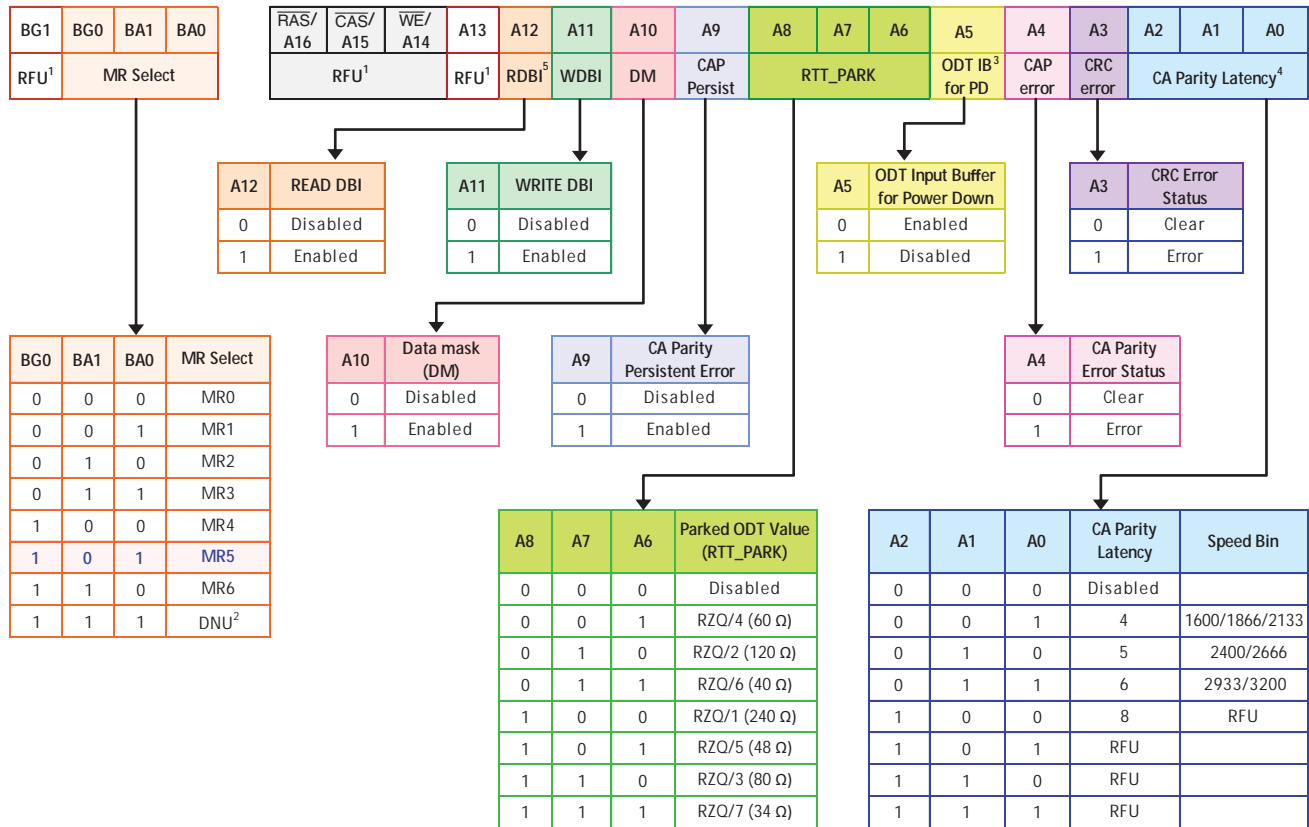 BG1 BG0 BA1 BA0 RAS/ A16 CAS/ A15 WE/ A14 A13 A12 A11 A10 A9 A8 A7 A6 A5 A4 A3 A2 A1 A0
RFU1 MR Select RFU1 RFU1 RDBI5 WDBI DM CAP Persist RTT_PARK ODT IB3 for PD CAP error CRC error CA Parity Latency4
A12 READ DBI
0 Disabled
1 Enabled
A11 WRITE DBI
0 Disabled
1 Enabled
A5 ODT Input Buffer for Power Down
0 Enabled
1 Disabled
A3 CRC Error Status
0 Clear
1 Error
BG0 BA1 BA0 MR Select
0 0 0 MR0
0 0 1 MR1
0 1 0 MR2
0 1 1 MR3
1 0 0 MR4
1 0 1 MR5
1 1 0 MR6
1 1 1 DNU2
A10 Data mask (DM)
0 Disabled
1 Enabled
A9 CA Parity Persistent Error
0 Disabled
1 Enabled
A4 CA Parity Error Status
0 Clear
1 Error
A8 A7 A6 Parked ODT Value (RTT_PARK)
0 0 0 Disabled
0 0 1 RZQ/4 (60 Ω)
0 1 0 RZQ/2 (120 Ω)
0 1 1 RZQ/6 (40 Ω)
1 0 0 RZQ/1 (240 Ω)
1 0 1 RZQ/5 (48 Ω)
1 1 0 RZQ/3 (80 Ω)
1 1 1 RZQ/7 (34 Ω)
A2 A1 A0 CA Parity Latency Speed Bin
0 0 0 Disabled
0 0 1 4 1600/1866/2133
0 1 0 5 2400/2666
0 1 1 6 2933/3200
1 0 0 8 RFU
1 0 1 RFU
1 1 0 RFU
1 1 1 RFU